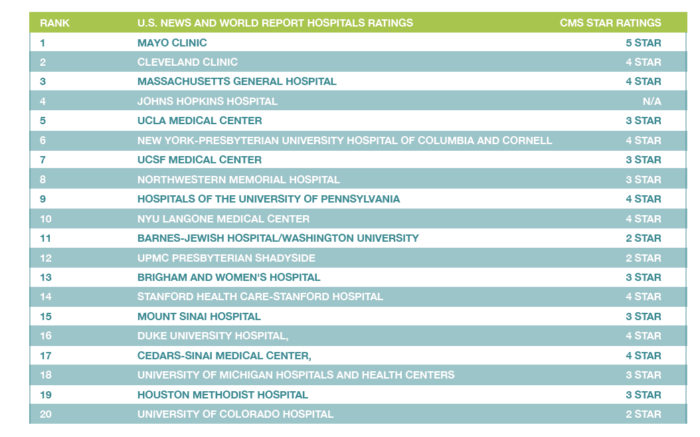 RANK U.S. NEWS AND WORLD REPORT HOSPITALS RATINGS CMS STAR RATINGS
1 MAYO CLINIC 5 STAR
2 CLEVELAND CLINIC 4 STAR
3 MASSACHUSETTS GENERAL HOSPITAL 4 STAR
4 JOHNS HOPKINS HOSPITAL N/A
5 UCLA MEDICAL CENTER 3 STAR
6 NEW YORK-PRESBYTERIAN UNIVERSITY HOSPITAL OF COLUMBIA AND CORNELL 4 STAR
7 UCSF MEDICAL CENTER 3 STAR
8 NORTHWESTERN MEMORIAL HOSPITAL 3 STAR
9 HOSPITALS OF THE UNIVERSITY OF PENNSYLVANIA 4 STAR
10 NYU LANGONE MEDICAL CENTER 4 STAR
11 BARNES-JEWISH HOSPITAL/WASHINGTON UNIVERSITY 2 STAR
12 UPMC PRESBYTERIAN SHADYSIDE 2 STAR
13 BRIGHAM AND WOMEN'S HOSPITAL 3 STAR
14 STANFORD HEALTH CARE-STANFORD HOSPITAL 4 STAR
15 MOUNT SINAI HOSPITAL 3 STAR
16 DUKE UNIVERSITY HOSPITAL, 4 STAR
17 CEDARS-SINAI MEDICAL CENTER, 4 STAR
18 UNIVERSITY OF MICHIGAN HOSPITALS AND HEALTH CENTERS 3 STAR
19 HOUSTON METHODIST HOSPITAL 3 STAR
20 UNIVERSITY OF COLORADO HOSPITAL 2 STAR